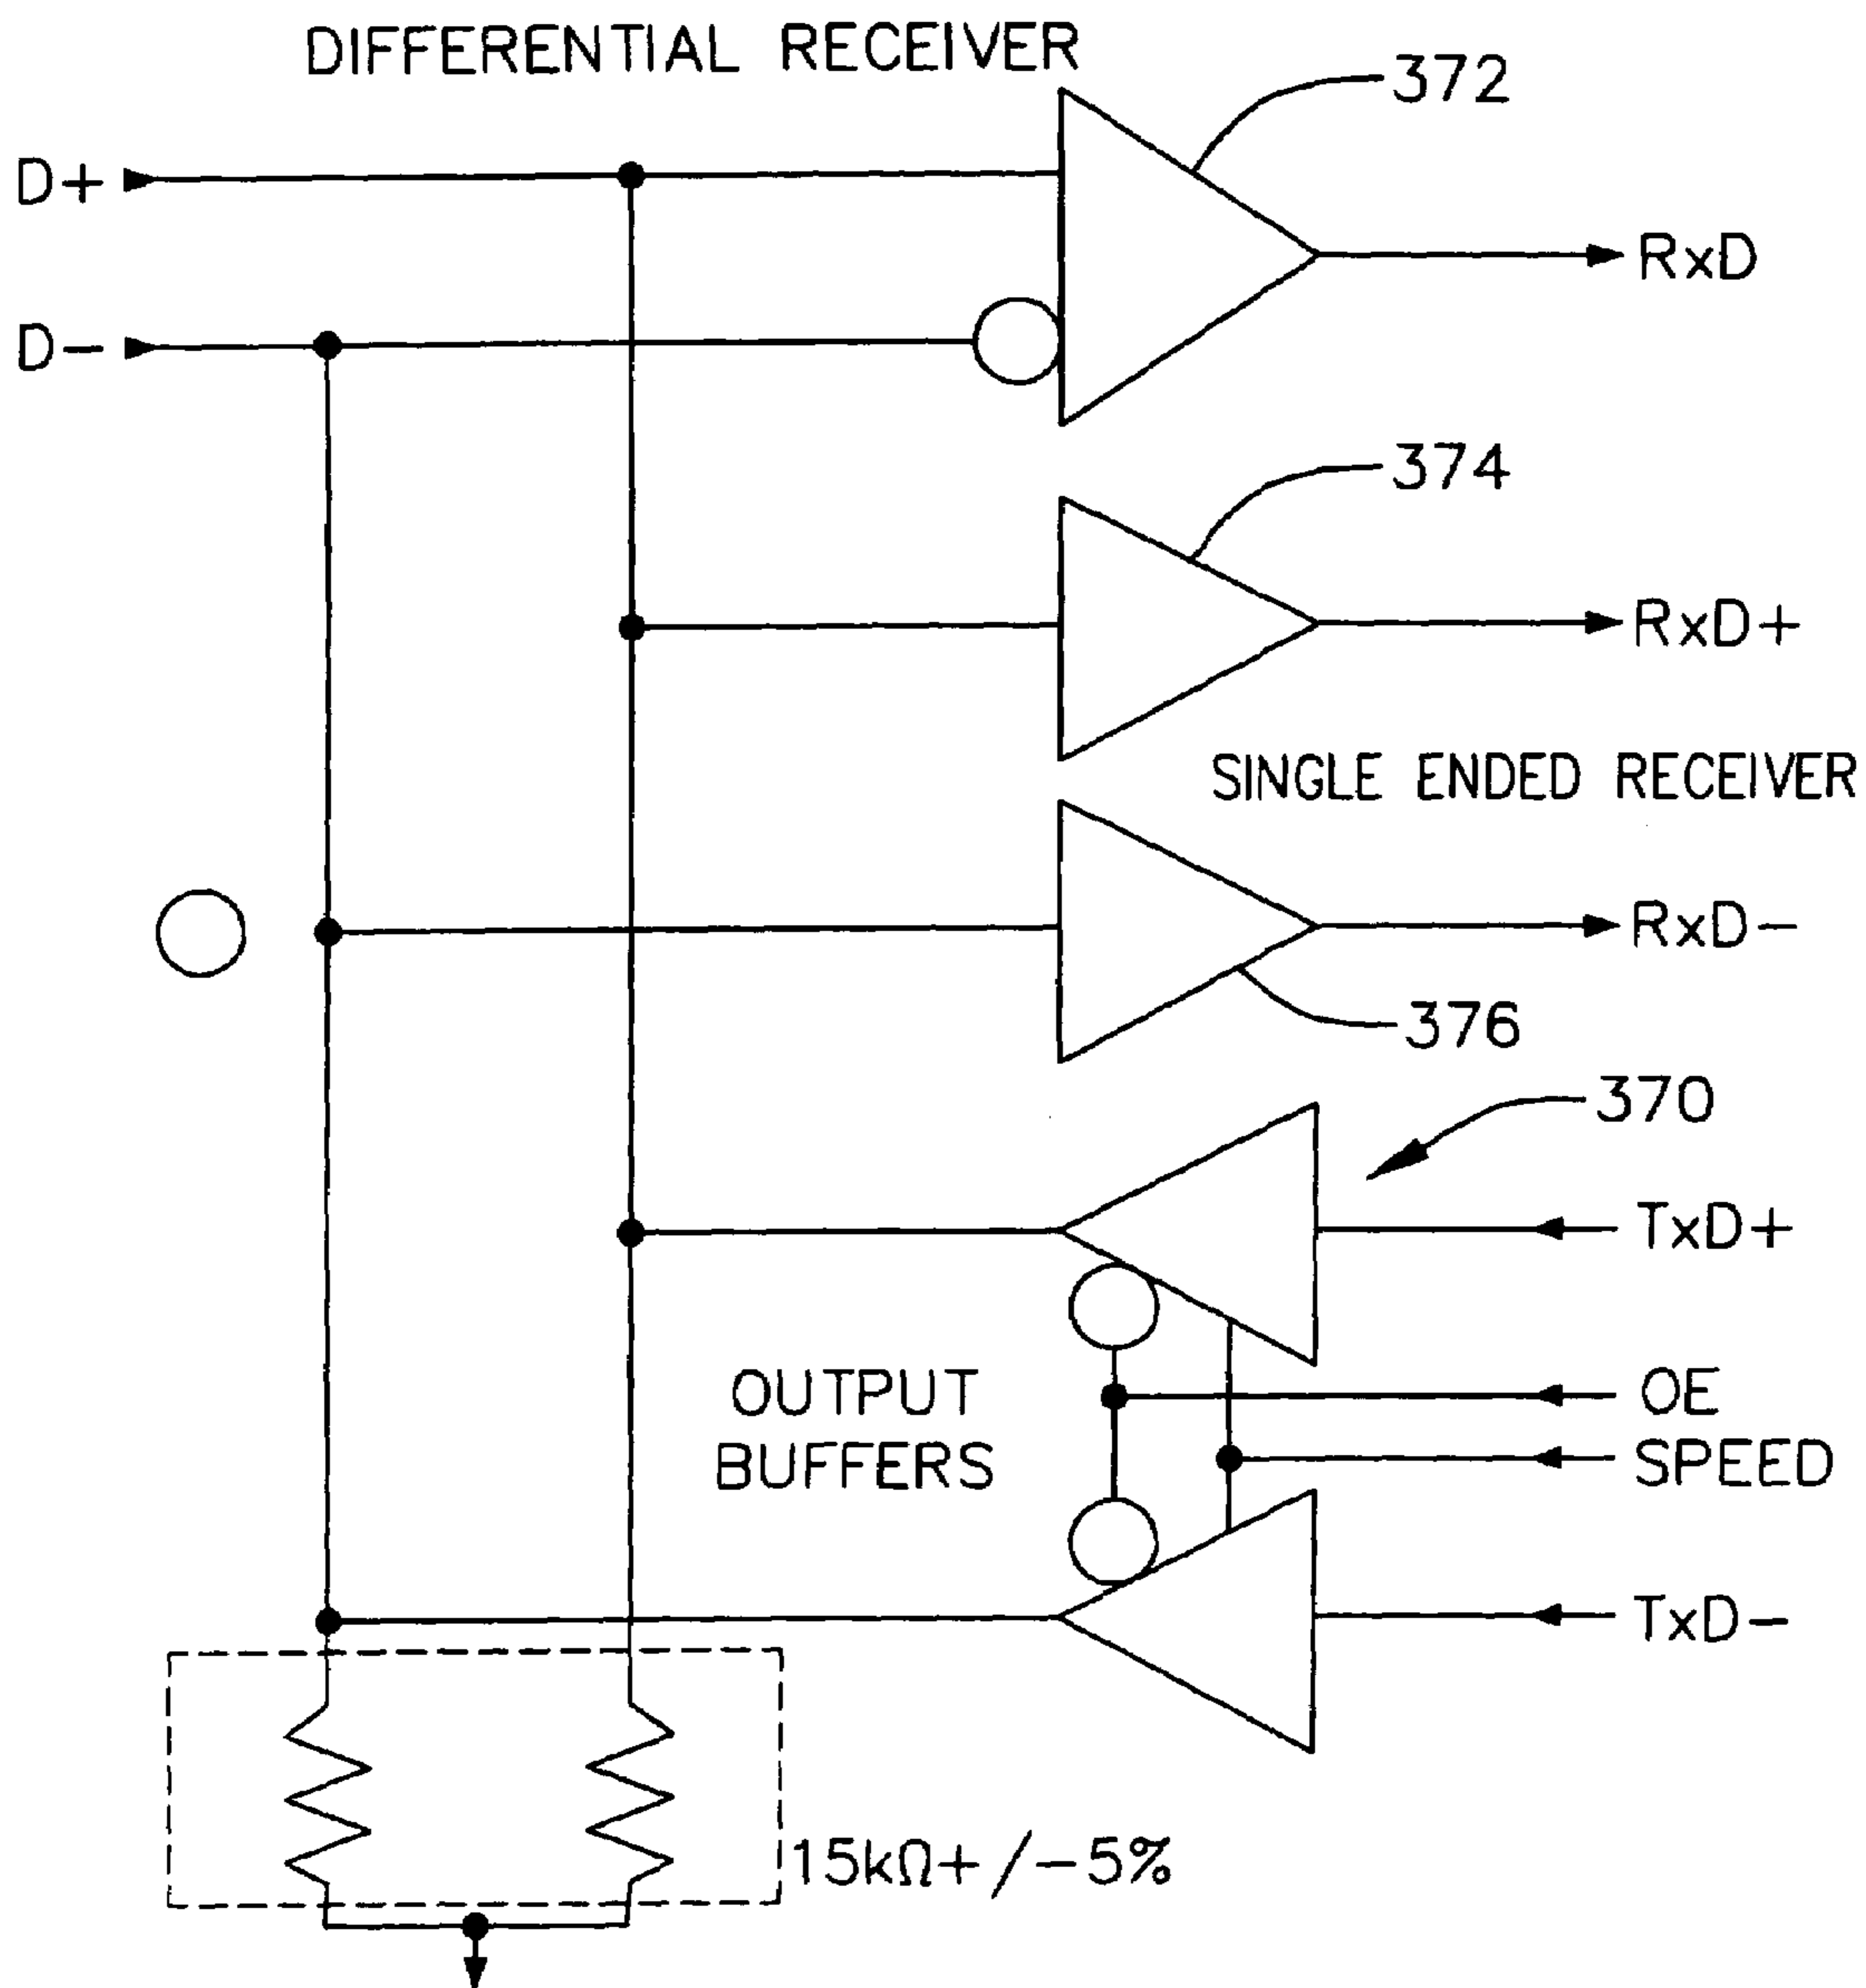 DIFFERENTIAL RECEIVER
372
D+
RxD
D-
374
RxD+
SINGLE ENDED RECEIVER
RxD-
376
370
TxD+
OUTPUT
BUFFERS
OE
SPEED
TxD-
15kΩ+/-5%